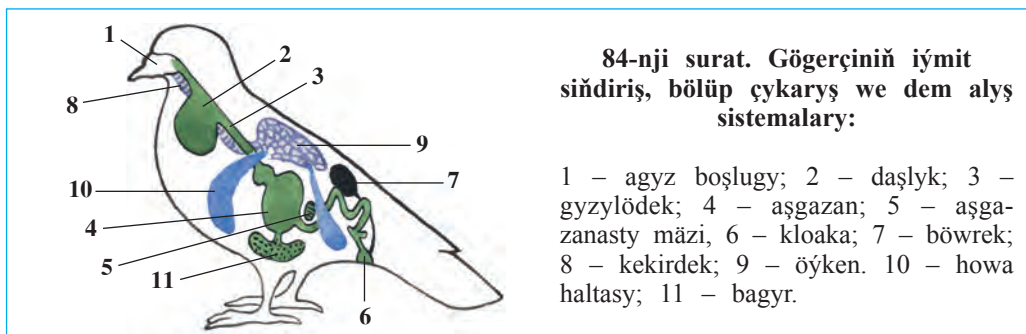 1
2
3
8
9
7
10
4
5
11
6
84-nji surat. Gögerçiniň iýmit
siňdiriş, bölüp çykaryş we dem alyş
sistemalary:
1 – agyz boşlugy; 2 – daşlyk; 3 –
gyzylödek; 4 – aşgazan; 5 – aşga-
zanasty mäzi, 6 – kloaka; 7 – böwrek;
8 – kekirdek; 9 – öýken. 10 – howa
haltasy; 11 – bagyr.